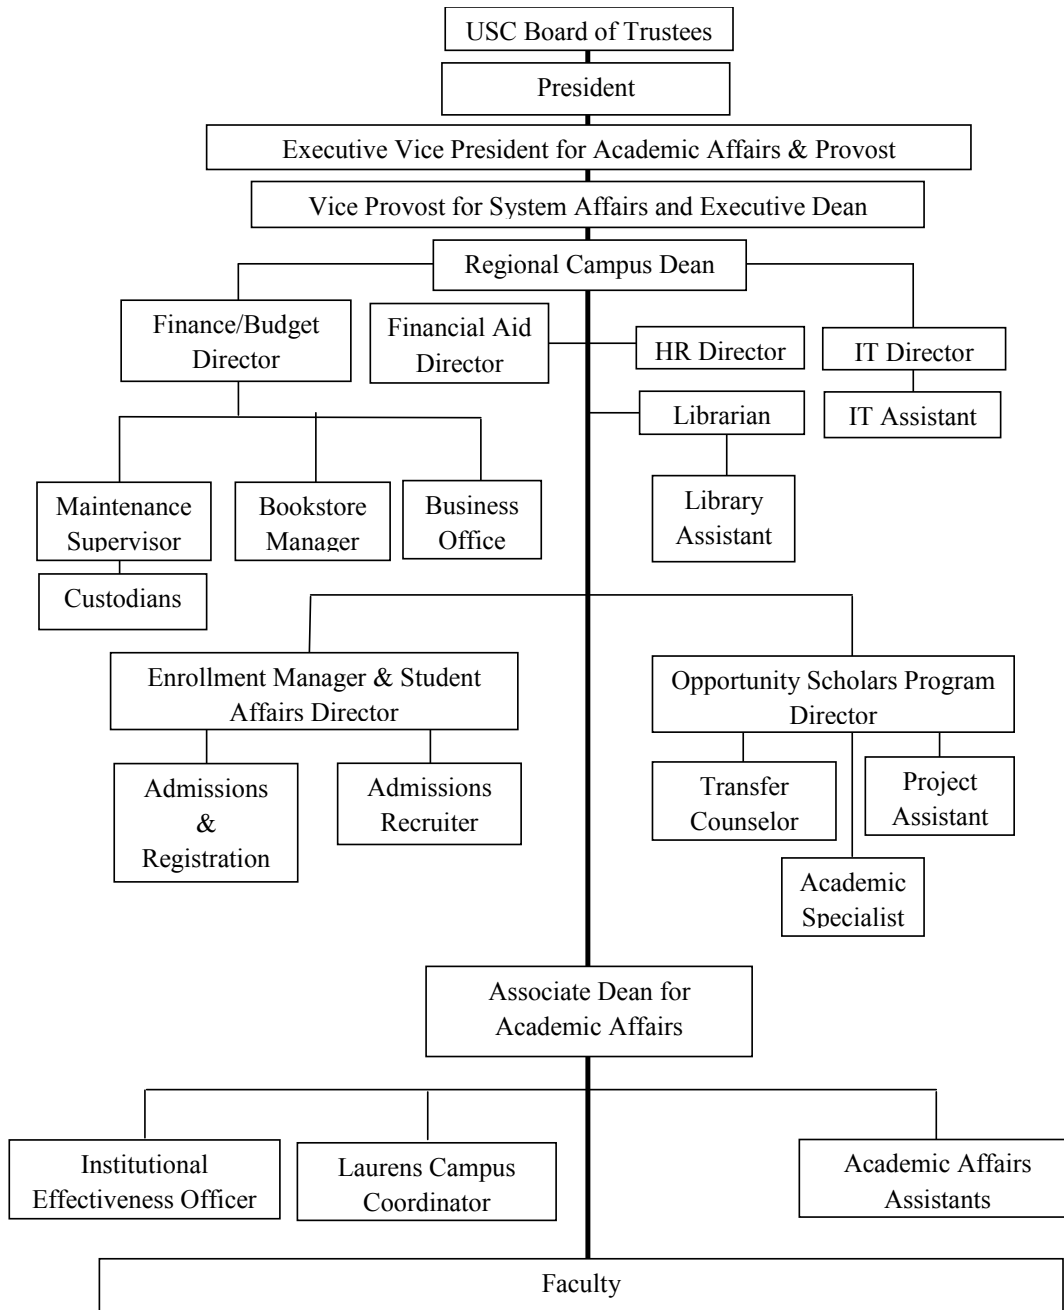 USC Board of Trustees
President
Executive Vice President for Academic Affairs & Provost
Vice Provost for System Affairs and Executive Dean
Regional Campus Dean
Finance/Budget
Director
Financial Aid
Director
HR Director
IT Director
Librarian
IT Assistant
Maintenance
Supervisor
Bookstore
Manager
Business
Office
Library
Assistant
Custodians
Enrollment Manager & Student
Affairs Director
Opportunity Scholars Program
Director
Admissions
&
Registration
Admissions
Recruiter
Transfer
Counselor
Project
Assistant
Academic
Specialist
Associate Dean for
Academic Affairs
Institutional
Effectiveness Officer
Laurens Campus
Coordinator
Academic Affairs
Assistants
Faculty